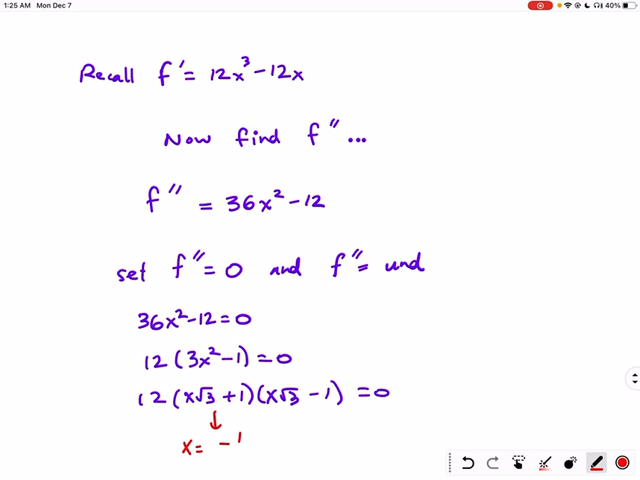 1:25 AM Mon Dec 7 40%
Recall f' = 12x³ - 12x
Now find f'' ...
f'' = 36x² - 12
set f'' = 0 and f'' = und
36x² - 12 = 0
12 (3x² - 1) = 0
12 (x√3 + 1)(x√3 - 1) = 0
↓
x = -1